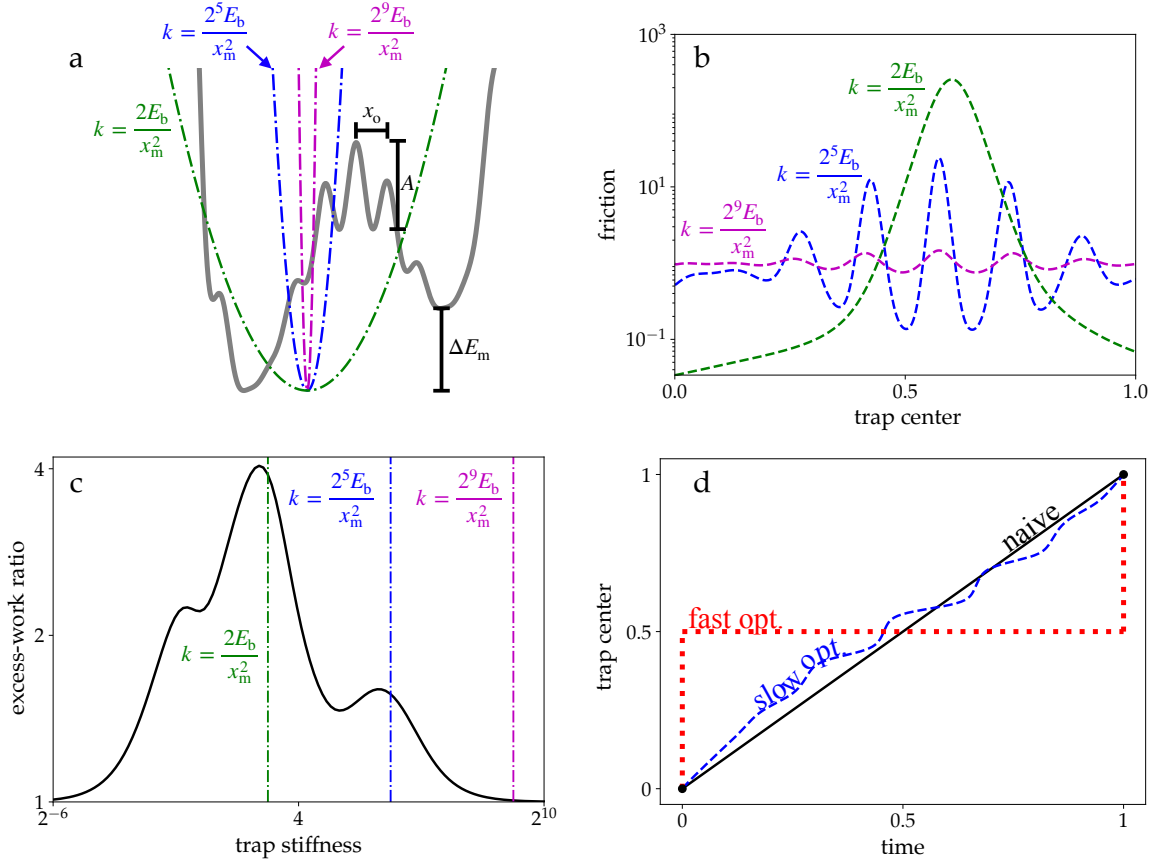 a
k = 2^5 E_b / x_m^2
k = 2^9 E_b / x_m^2
k = 2E_b / x_m^2
x_o
A
ΔE_m
b
10^3
10^1
10^−1
friction
k = 2E_b / x_m^2
k = 2^5 E_b / x_m^2
k = 2^9 E_b / x_m^2
0.0
0.5
1.0
trap center
c
4
2
1
excess-work ratio
k = 2^5 E_b / x_m^2
k = 2^9 E_b / x_m^2
k = 2E_b / x_m^2
2^−6
4
2^10
trap stiffness
d
1
0.5
0
trap center
naive
fast opt.
slow opt.
0
0.5
1
time